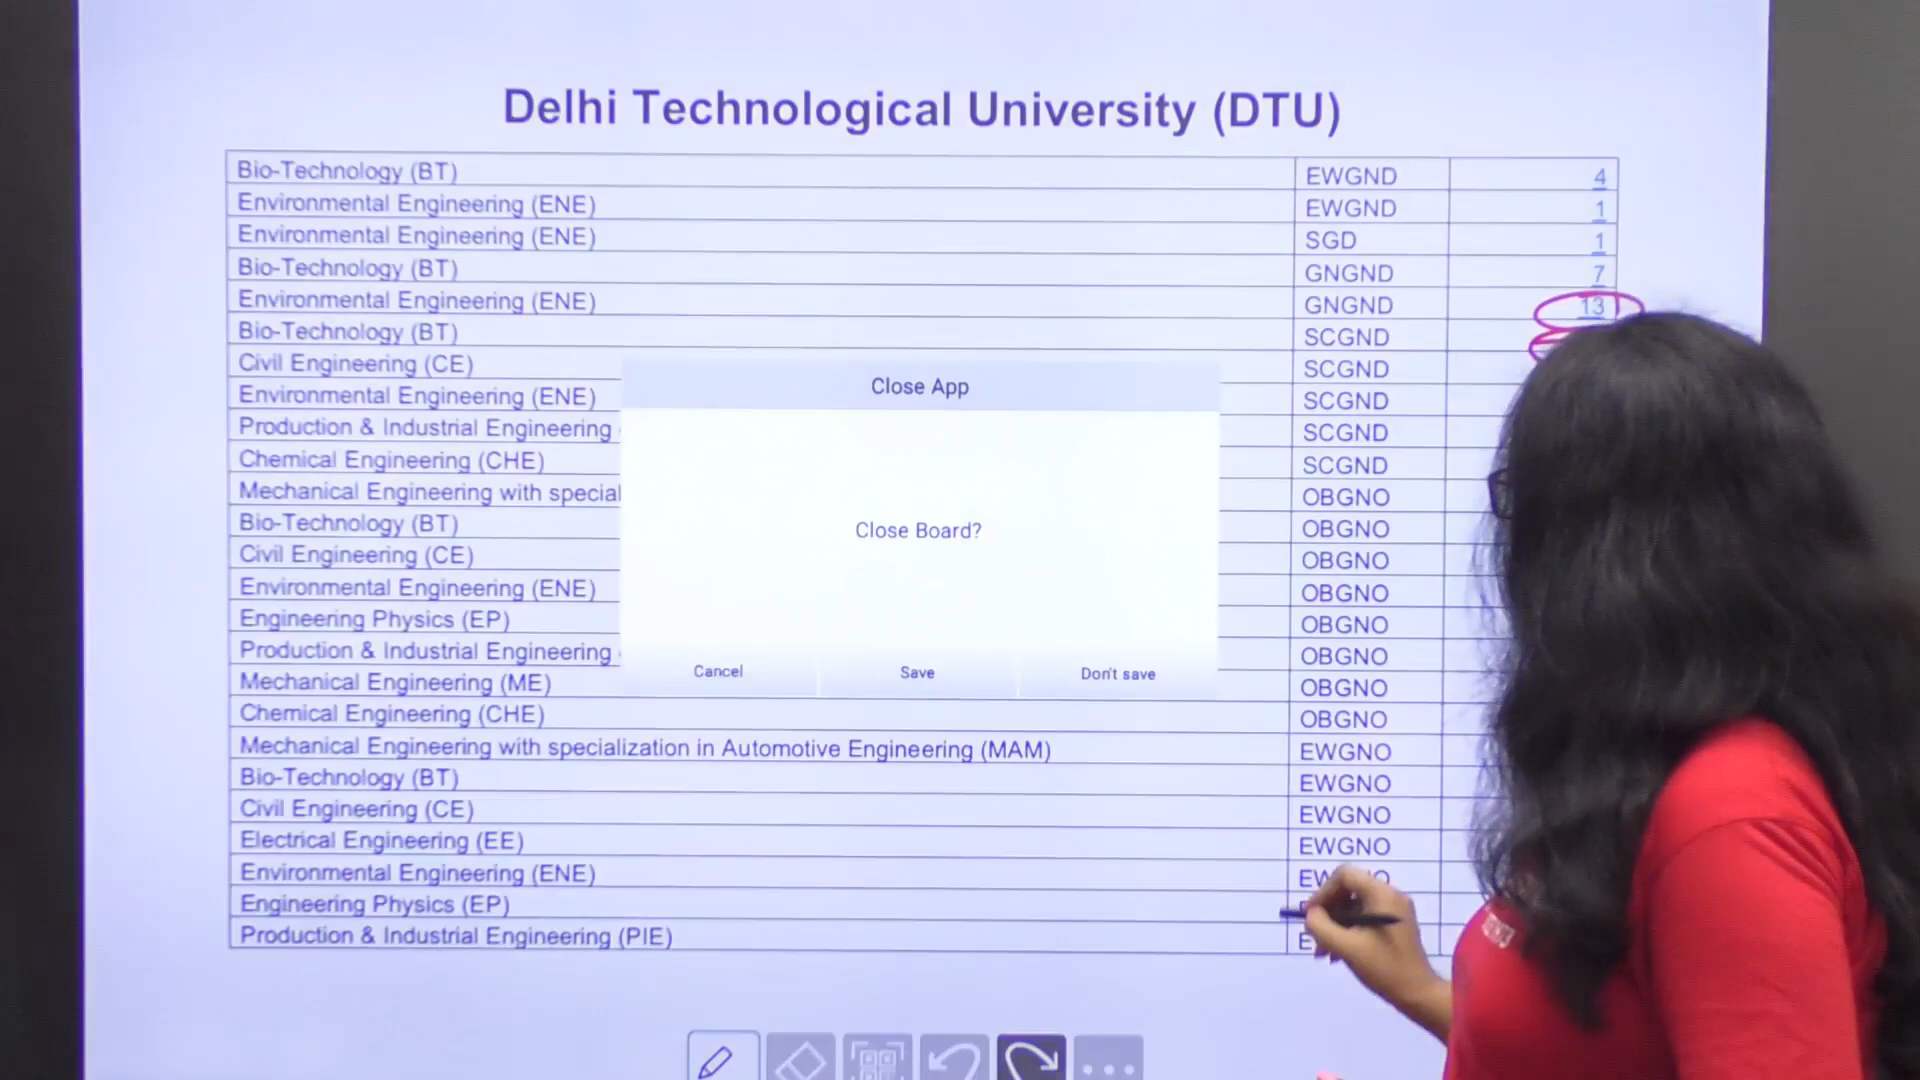 Delhi Technological University (DTU)
Bio-Technology (BT) EWGND 4
Environmental Engineering (ENE) EWGND 1
Environmental Engineering (ENE) SGD 1
Bio-Technology (BT) GNGND 7
Environmental Engineering (ENE) GNGND 13
Bio-Technology (BT) SCGND
Civil Engineering (CE) SCGND
Environmental Engineering (ENE) SCGND
Production & Industrial Engineering SCGND
Chemical Engineering (CHE) SCGND
Mechanical Engineering with special OBGNO
Bio-Technology (BT) OBGNO
Civil Engineering (CE) OBGNO
Environmental Engineering (ENE) OBGNO
Engineering Physics (EP) OBGNO
Production & Industrial Engineering OBGNO
Mechanical Engineering (ME) OBGNO
Chemical Engineering (CHE) OBGNO
Mechanical Engineering with specialization in Automotive Engineering (MAM) EWGNO
Bio-Technology (BT) EWGNO
Civil Engineering (CE) EWGNO
Electrical Engineering (EE) EWGNO
Environmental Engineering (ENE)
Engineering Physics (EP)
Production & Industrial Engineering (PIE)
Close App
Close Board?
Cancel Save Don't save